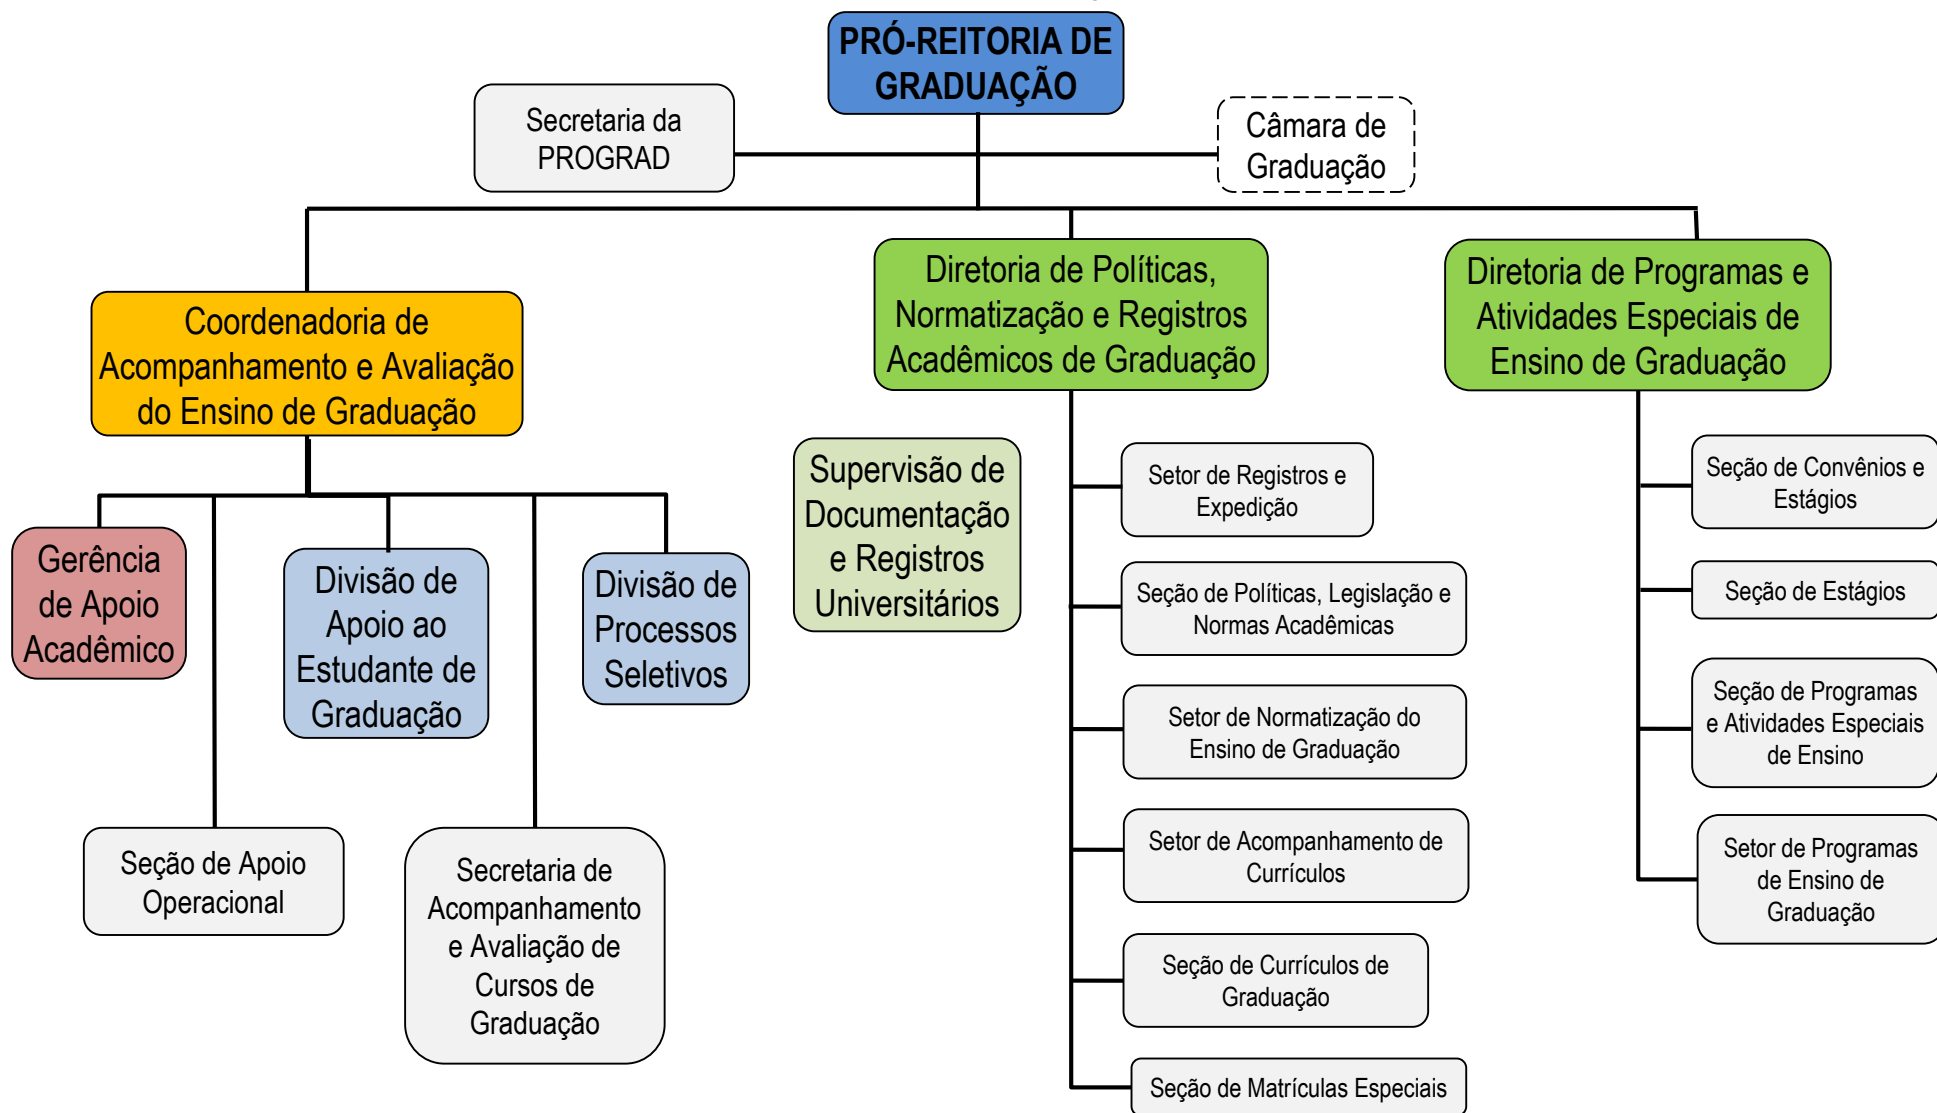 PRÓ-REITORIA DE
GRADUAÇÃO
Secretaria da
PROGRAD
Câmara de
Graduação
Coordenadoria de
Acompanhamento e Avaliação
do Ensino de Graduação
Diretoria de Políticas,
Normatização e Registros
Acadêmicos de Graduação
Diretoria de Programas e
Atividades Especiais de
Ensino de Graduação
Gerência
de Apoio
Acadêmico
Divisão de
Apoio ao
Estudante de
Graduação
Divisão de
Processos
Seletivos
Seção de Apoio
Operacional
Secretaria de
Acompanhamento
e Avaliação de
Cursos de
Graduação
Supervisão de
Documentação
e Registros
Universitários
Setor de Registros e
Expedição
Seção de Políticas, Legislação e
Normas Acadêmicas
Setor de Normatização do
Ensino de Graduação
Setor de Acompanhamento de
Currículos
Seção de Currículos de
Graduação
Seção de Matrículas Especiais
Seção de Convênios e
Estágios
Seção de Estágios
Seção de Programas
e Atividades Especiais
de Ensino
Setor de Programas
de Ensino de
Graduação